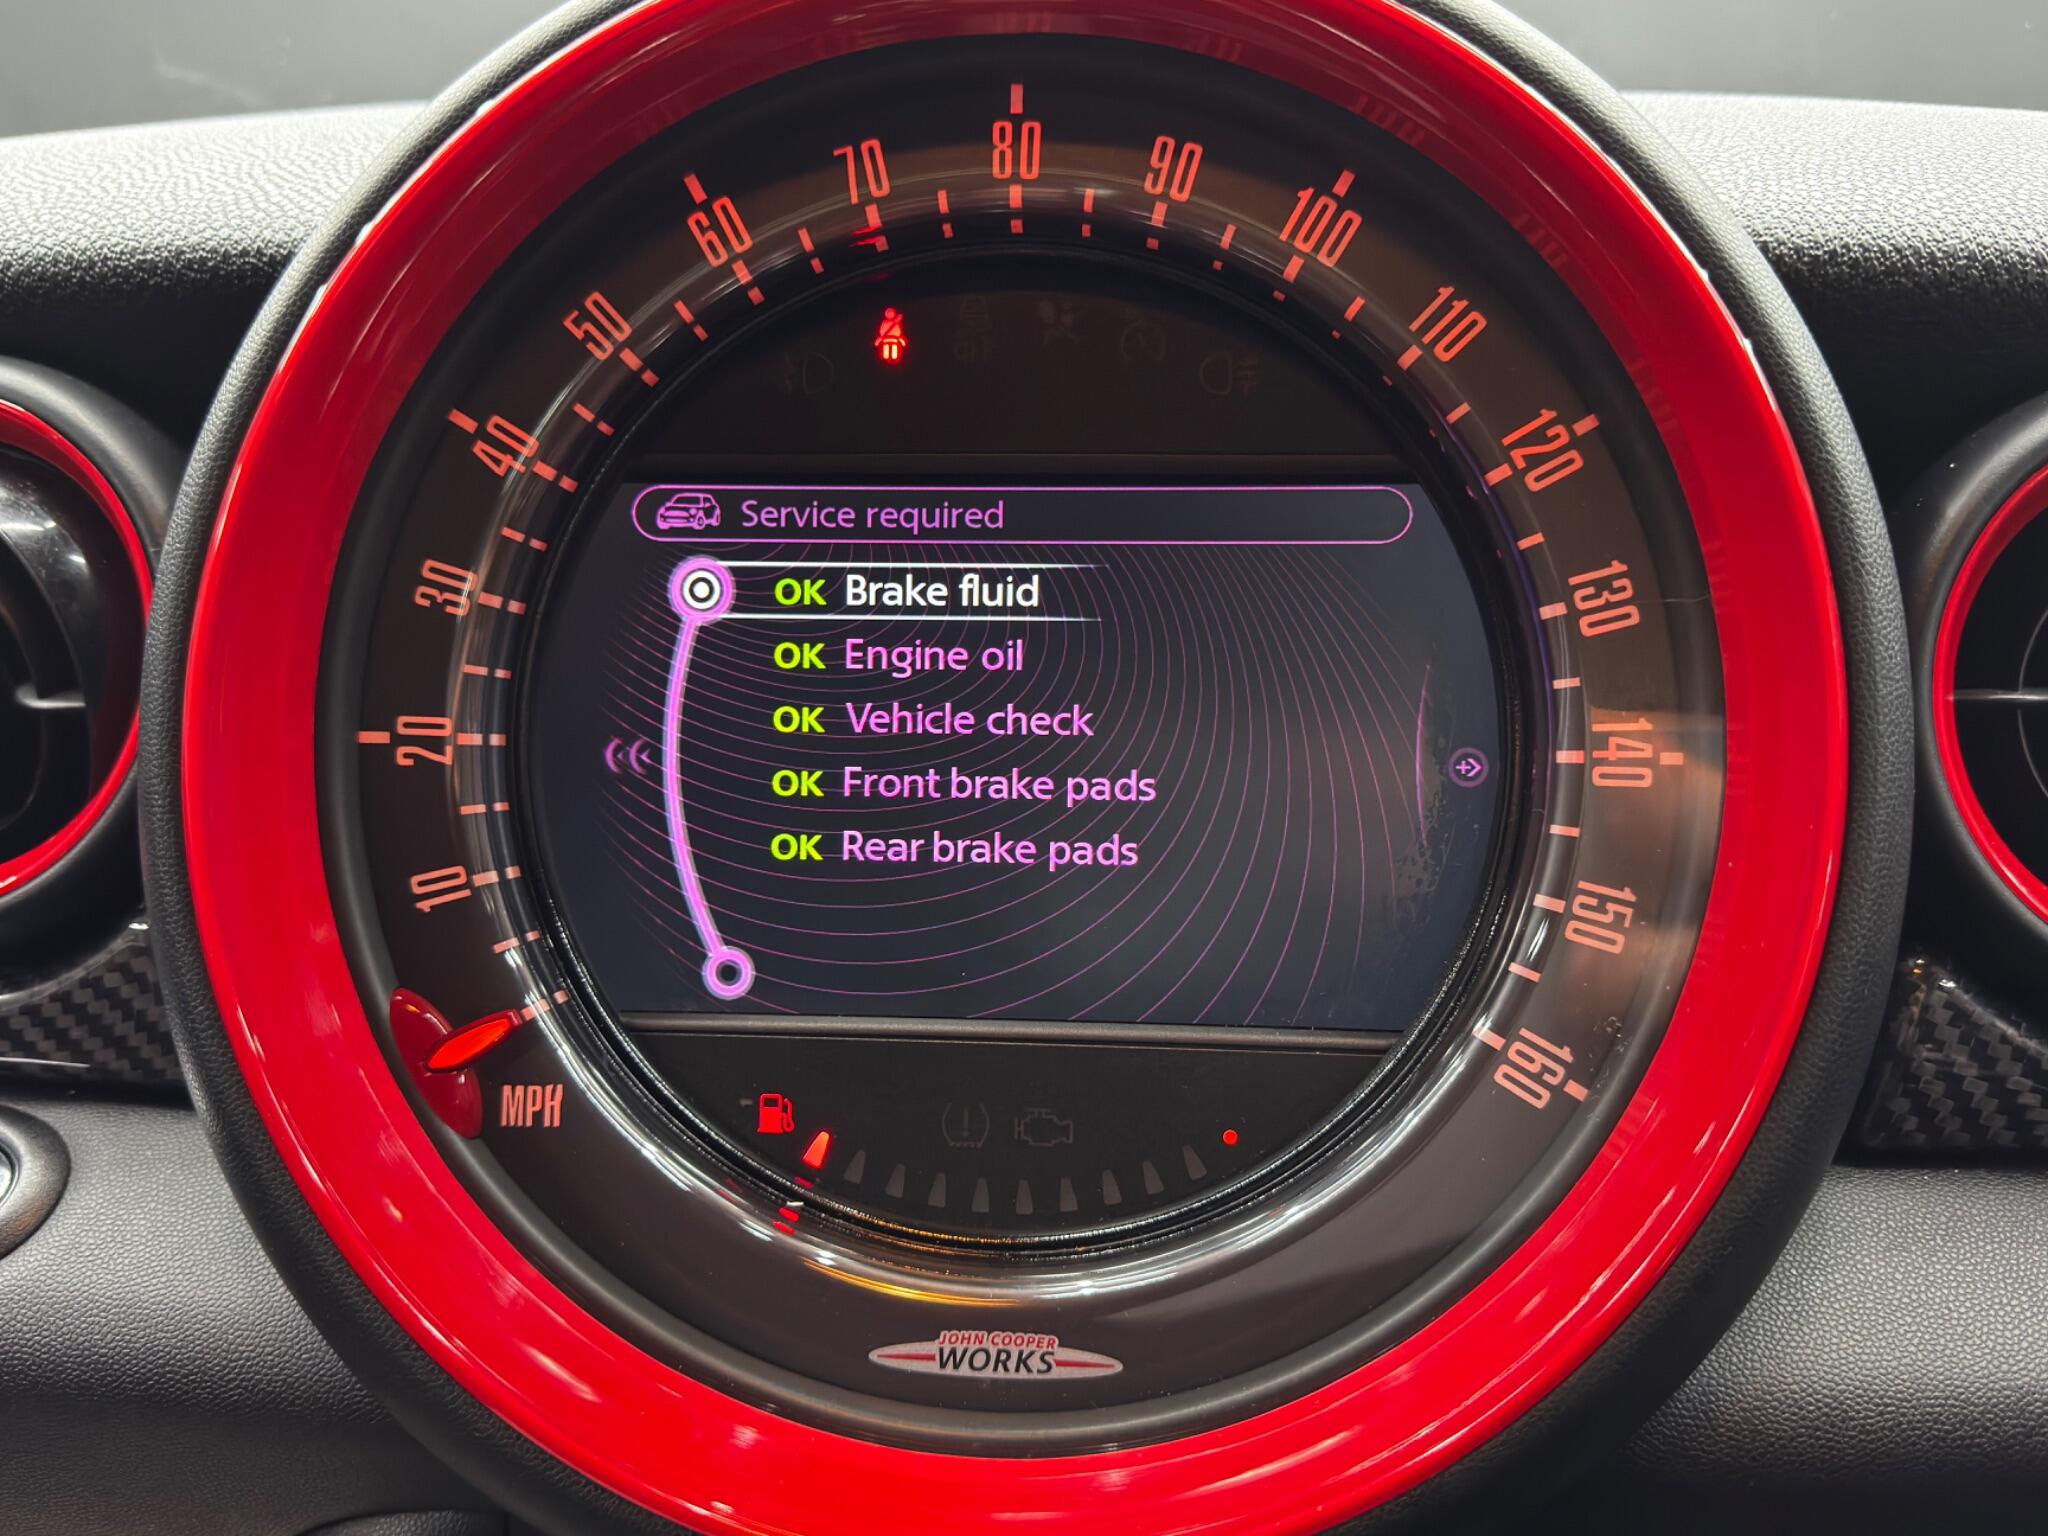 80
70
90
60
100
50
110
40
120
Service required
30
OK Brake fluid
130
OK Engine oil
20
OK Vehicle check
140
OK Front brake pads
10
OK Rear brake pads
150
160
MPH
JOHN COOPER
WORKS